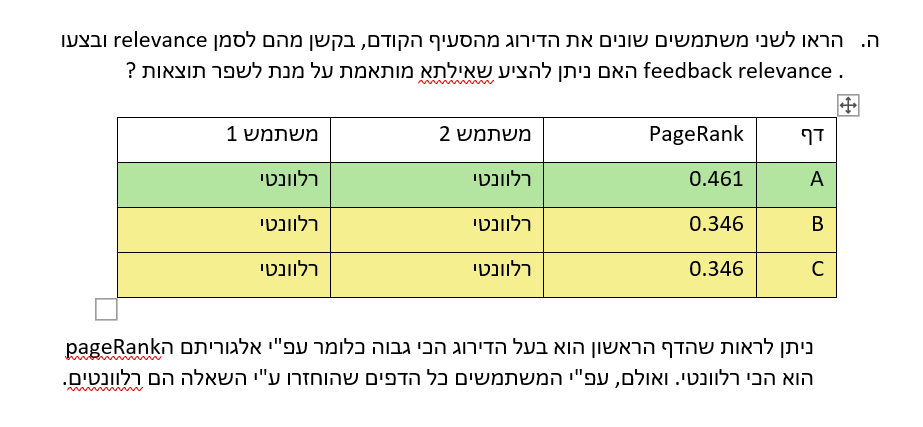 ה. הראו לשני משתמשים שונים את הדירוג מהסעיף הקודם, בקשן מהם לסמן relevance ובצעו
feedback relevance . האם ניתן להציע שאילתא מותאמת על מנת לשפר תוצאות ?
דף PageRank משתמש 2 משתמש 1
A 0.461 רלוונטי רלוונטי
B 0.346 רלוונטי רלוונטי
C 0.346 רלוונטי רלוונטי
ניתן לראות שהדף הראשון הוא בעל הדירוג הכי גבוה כלומר עפ"י אלגוריתם הpageRank
הוא הכי רלוונטי. ואולם, עפ"י המשתמשים כל הדפים שהוחזרו ע"י השאלה הם רלוונטים.